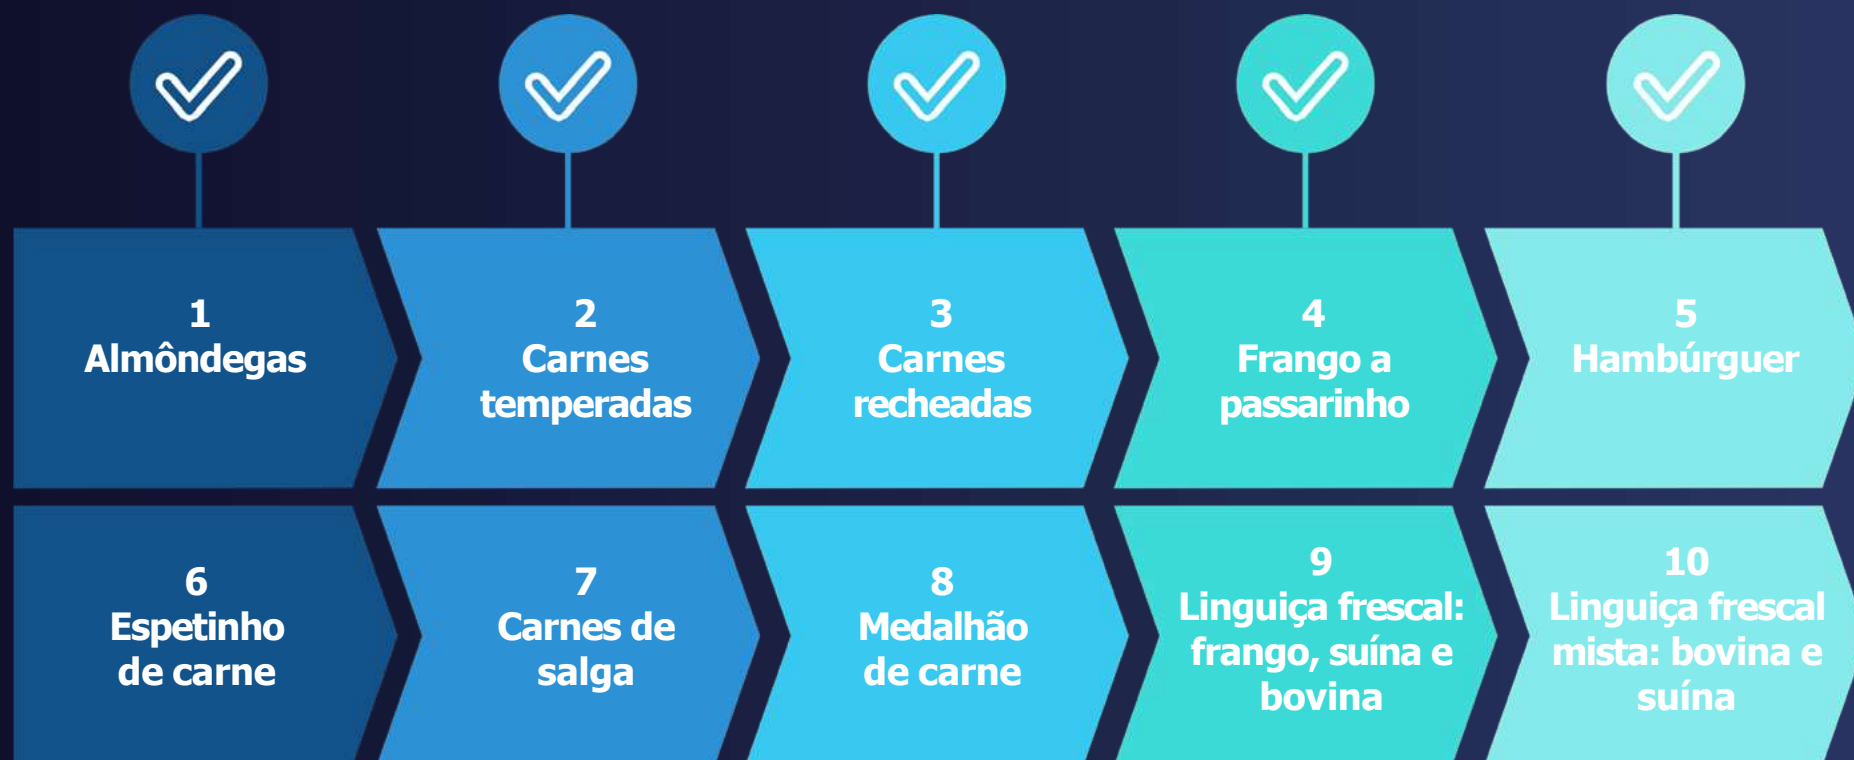 1
Almôndegas
2
Carnes
temperadas
3
Carnes
recheadas
4
Frango a
passarinho
5
Hambúrguer
6
Espetinho
de carne
7
Carnes de
salga
8
Medalhão
de carne
9
Linguiça frescal:
frango, suína e
bovina
10
Linguiça frescal
mista: bovina e
suína